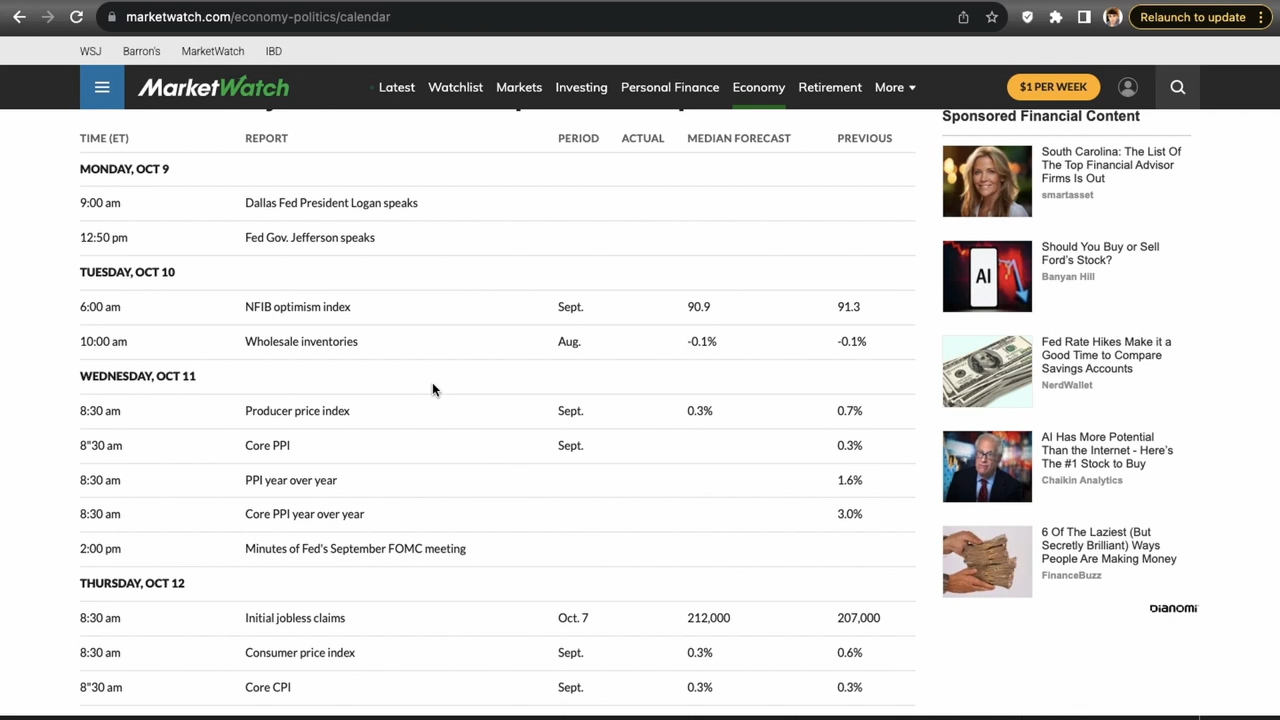 marketwatch.com/economy-politics/calendar
Relaunch to update
WSJ Barron's MarketWatch IBD
MarketWatch
Latest Watchlist Markets Investing Personal Finance Economy Retirement More
$1 PER WEEK
TIME (ET) REPORT PERIOD ACTUAL MEDIAN FORECAST PREVIOUS
MONDAY, OCT 9
9:00 am Dallas Fed President Logan speaks
12:50 pm Fed Gov. Jefferson speaks
TUESDAY, OCT 10
6:00 am NFIB optimism index Sept. 90.9 91.3
10:00 am Wholesale inventories Aug. -0.1% -0.1%
WEDNESDAY, OCT 11
8:30 am Producer price index Sept. 0.3% 0.7%
8"30 am Core PPI Sept. 0.3%
8:30 am PPI year over year 1.6%
8:30 am Core PPI year over year 3.0%
2:00 pm Minutes of Fed's September FOMC meeting
THURSDAY, OCT 12
8:30 am Initial jobless claims Oct. 7 212,000 207,000
8:30 am Consumer price index Sept. 0.3% 0.6%
8"30 am Core CPI Sept. 0.3% 0.3%
Sponsored Financial Content
South Carolina: The List Of
The Top Financial Advisor
Firms Is Out
smartasset
AI
Should You Buy or Sell
Ford's Stock?
Banyan Hill
Fed Rate Hikes Make it a
Good Time to Compare
Savings Accounts
NerdWallet
AI Has More Potential
Than the Internet - Here's
The #1 Stock to Buy
Chaikin Analytics
6 Of The Laziest (But
Secretly Brilliant) Ways
People Are Making Money
FinanceBuzz
Dianomi